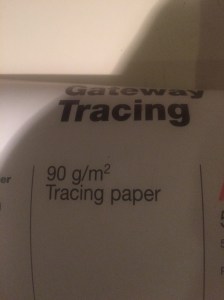 Gateway
Tracing
90 g/m²
Tracing paper